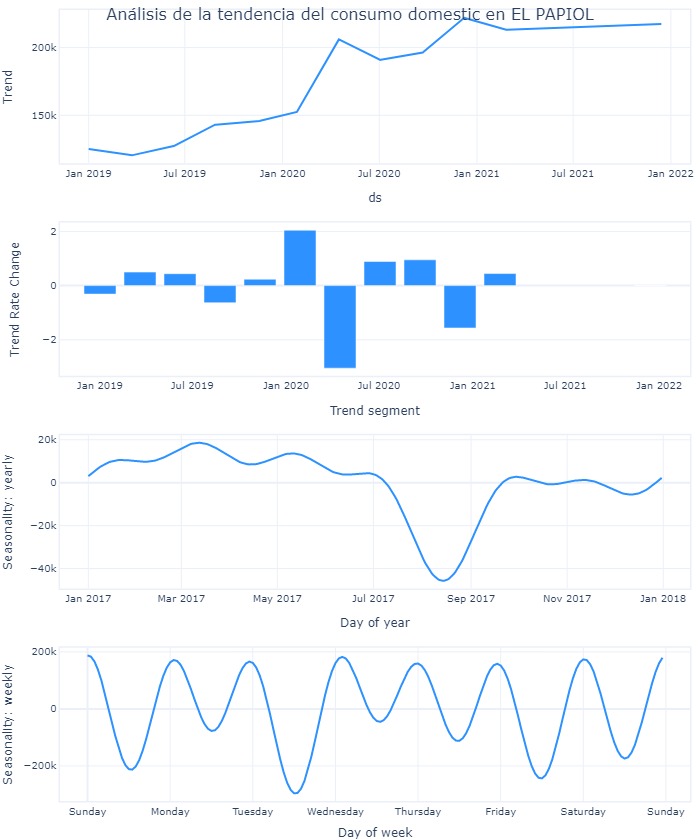 Análisis de la tendencia del consumo domestic en EL PAPIOL
Trend
200k
150k
Jan 2019 Jul 2019 Jan 2020 Jul 2020 Jan 2021 Jul 2021 Jan 2022
ds
Trend Rate Change
2
0
−2
Jan 2019 Jul 2019 Jan 2020 Jul 2020 Jan 2021 Jul 2021 Jan 2022
Trend segment
Seasonality: yearly
20k
0
−20k
−40k
Jan 2017 Mar 2017 May 2017 Jul 2017 Sep 2017 Nov 2017 Jan 2018
Day of year
Seasonality: weekly
200k
0
−200k
Sunday Monday Tuesday Wednesday Thursday Friday Saturday Sunday
Day of week